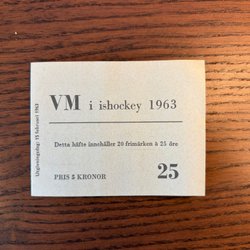 VM i ishockey 1963
Detta häfte innehåller 20 frimärken à 25 öre
PRIS 5 KRONOR
25
Utgivningsdag: 15 februari 1963